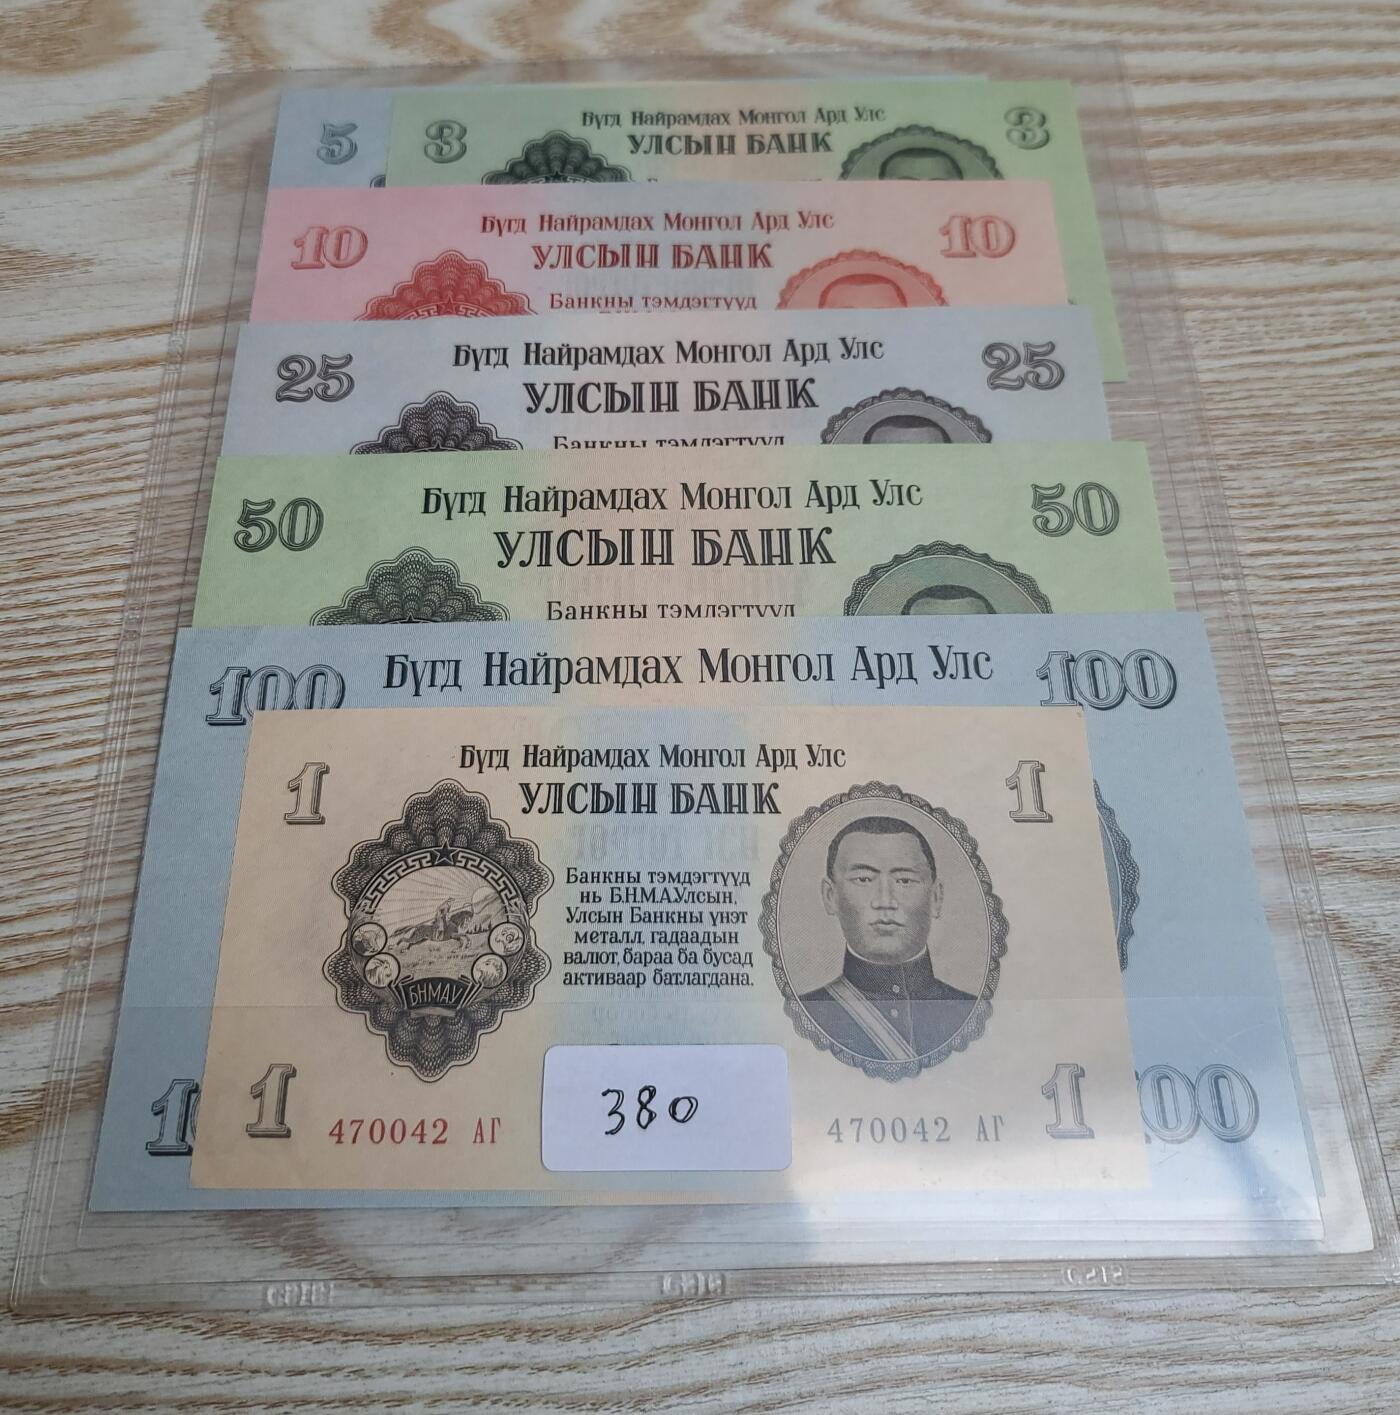 5
3 Бүгд Найрамдах Монгол Ард Улс 3
УЛСЫН БАНК
10 Бүгд Найрамдах Монгол Ард Улс 10
УЛСЫН БАНК
Банкны тэмдэгтүүд
25 Бүгд Найрамдах Монгол Ард Улс 25
УЛСЫН БАНК
Банкны тэмдэгтүүд
50 Бүгд Найрамдах Монгол Ард Улс 50
УЛСЫН БАНК
Банкны тэмдэгтүүд
100 Бүгд Найрамдах Монгол Ард Улс 100
1 Бүгд Найрамдах Монгол Ард Улс 1
УЛСЫН БАНК
Банкны тэмдэгтүүд
нь Б.Н.М.А.Улсын,
Улсын Банкны үнэт
металл, гадаадын
валют, бараа ба бусад
активаар батлагдана.
БНМАУ
380
1 470042 АГ 470042 АГ 1